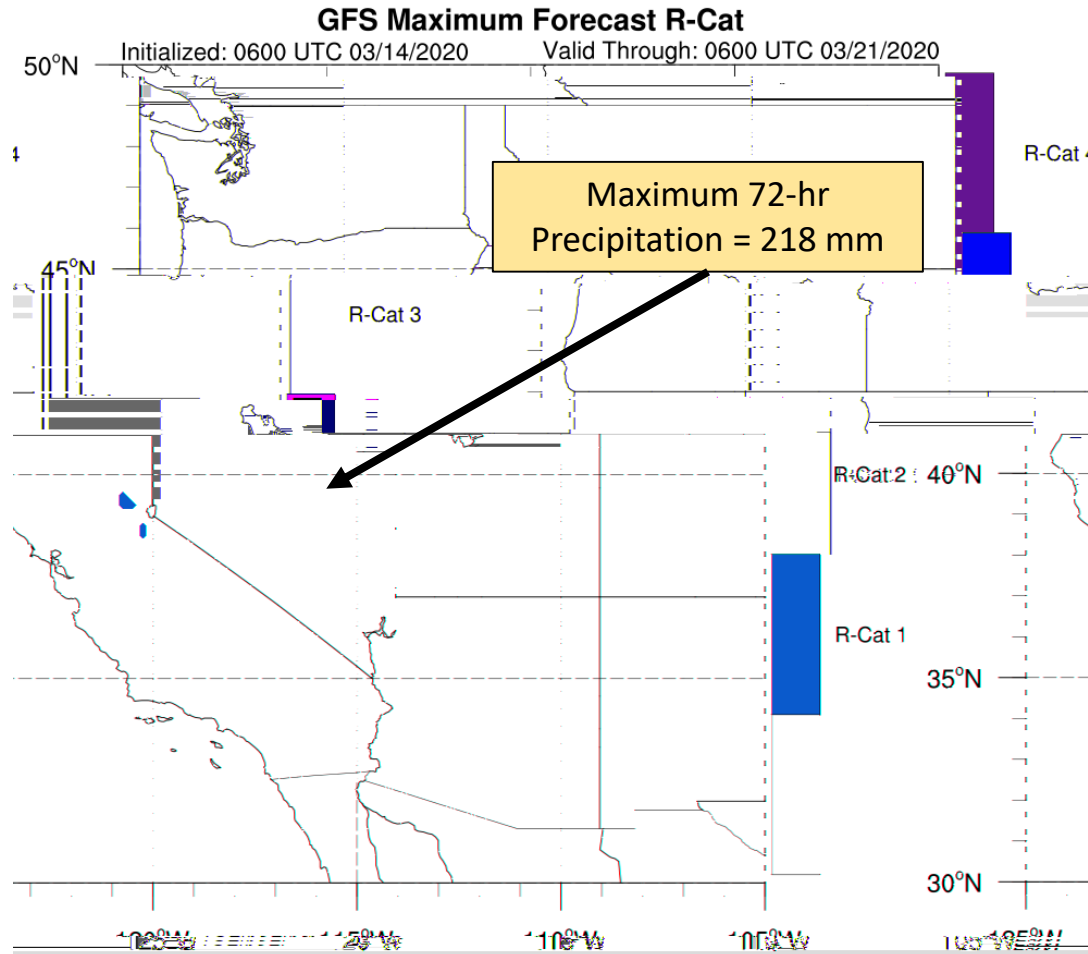 GFS Maximum Forecast R-Cat
Initialized: 0600 UTC 03/14/2020 Valid Through: 0600 UTC 03/21/2020
50°N
4
R-Cat 4
Maximum 72-hr
Precipitation = 218 mm
45°N
R-Cat 3
R-Cat 2
40°N
R-Cat 1
35°N
30°N
110°W